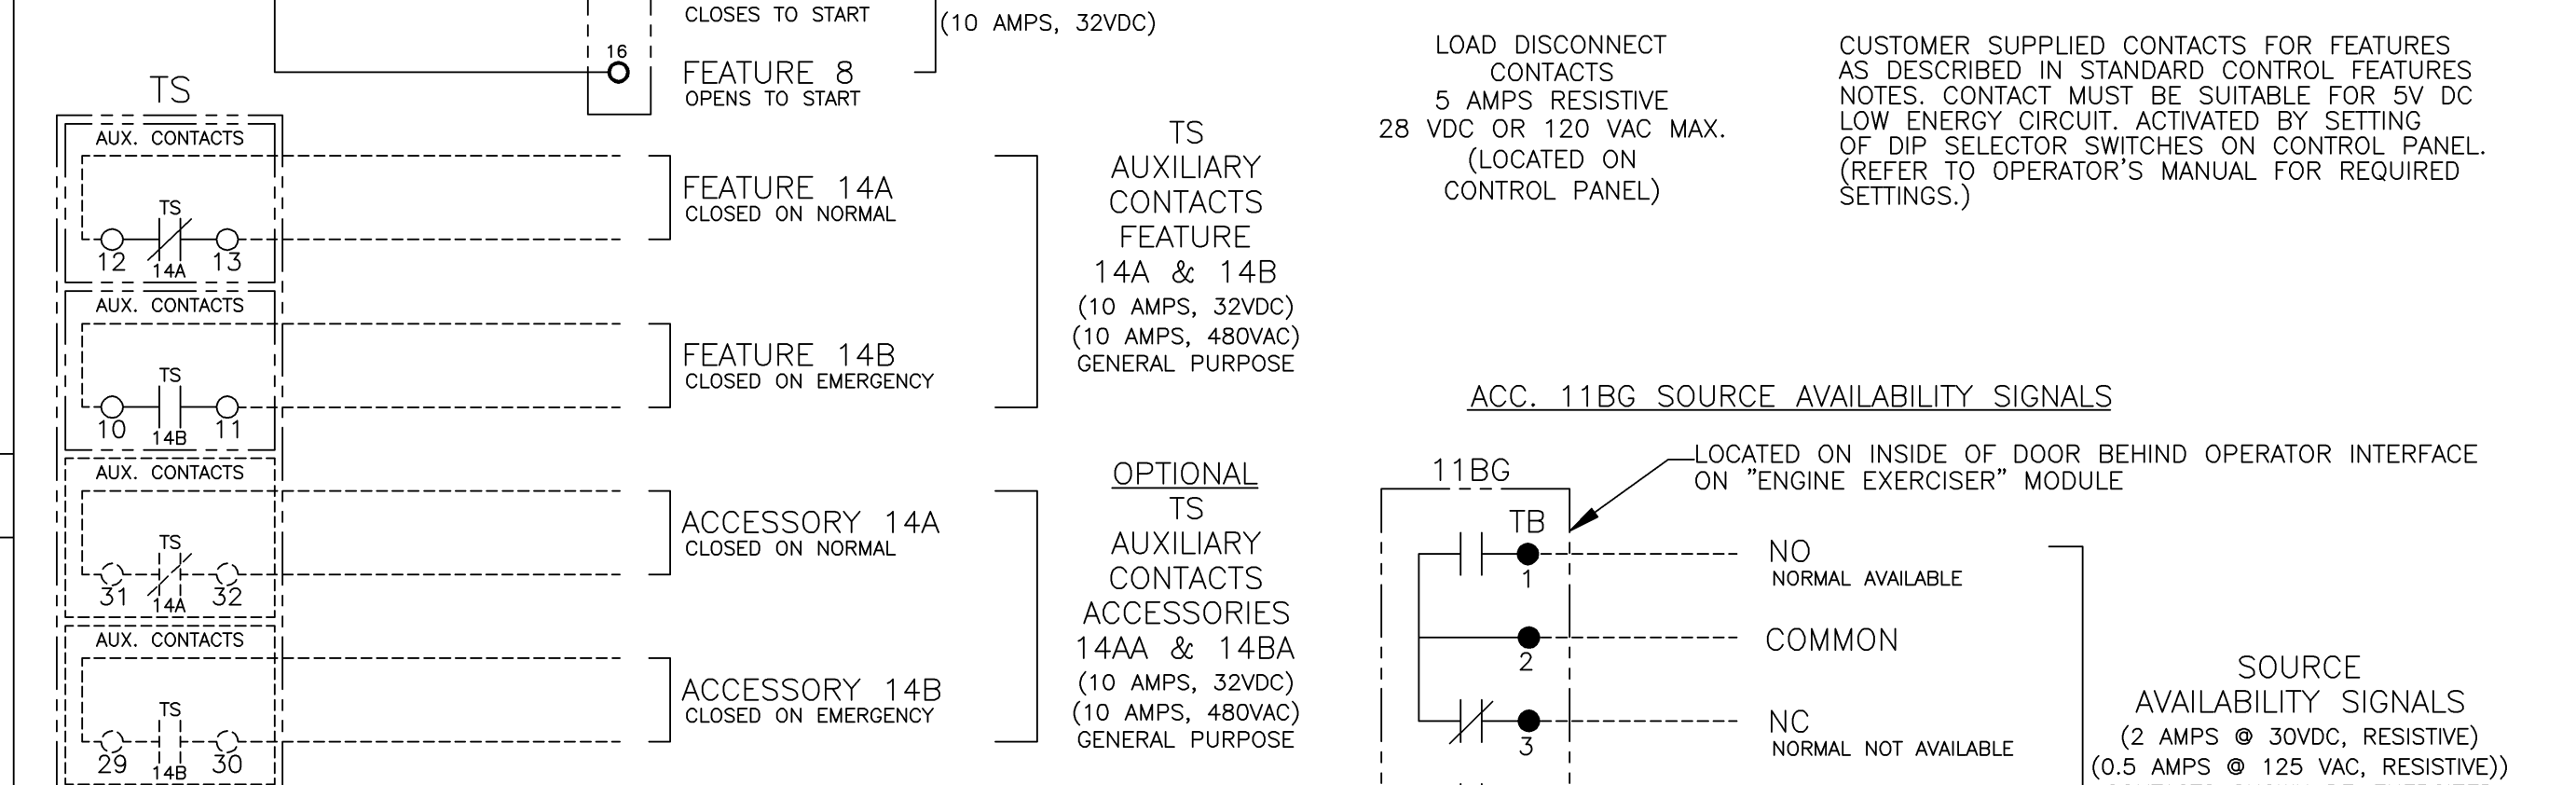 CLOSES TO START
(10 AMPS, 32VDC)
16
FEATURE 8
OPENS TO START
TS
AUX. CONTACTS
TS
12
14A
13
FEATURE 14A
CLOSED ON NORMAL
AUX. CONTACTS
TS
10
14B
11
FEATURE 14B
CLOSED ON EMERGENCY
TS
AUXILIARY
CONTACTS
FEATURE
14A & 14B
(10 AMPS, 32VDC)
(10 AMPS, 480VAC)
GENERAL PURPOSE
AUX. CONTACTS
TS
31
14A
32
ACCESSORY 14A
CLOSED ON NORMAL
AUX. CONTACTS
TS
29
14B
30
ACCESSORY 14B
CLOSED ON EMERGENCY
OPTIONAL
TS
AUXILIARY
CONTACTS
ACCESSORIES
14AA & 14BA
(10 AMPS, 32VDC)
(10 AMPS, 480VAC)
GENERAL PURPOSE
LOAD DISCONNECT
CONTACTS
5 AMPS RESISTIVE
28 VDC OR 120 VAC MAX.
(LOCATED ON
CONTROL PANEL)
CUSTOMER SUPPLIED CONTACTS FOR FEATURES
AS DESCRIBED IN STANDARD CONTROL FEATURES
NOTES. CONTACT MUST BE SUITABLE FOR 5V DC
LOW ENERGY CIRCUIT. ACTIVATED BY SETTING
OF DIP SELECTOR SWITCHES ON CONTROL PANEL.
(REFER TO OPERATOR'S MANUAL FOR REQUIRED
SETTINGS.)
ACC. 11BG SOURCE AVAILABILITY SIGNALS
LOCATED ON INSIDE OF DOOR BEHIND OPERATOR INTERFACE
ON "ENGINE EXERCISER" MODULE
11BG
TB
1
NO
NORMAL AVAILABLE
2
COMMON
3
NC
NORMAL NOT AVAILABLE
SOURCE
AVAILABILITY SIGNALS
(2 AMPS @ 30VDC, RESISTIVE)
(0.5 AMPS @ 125 VAC, RESISTIVE))